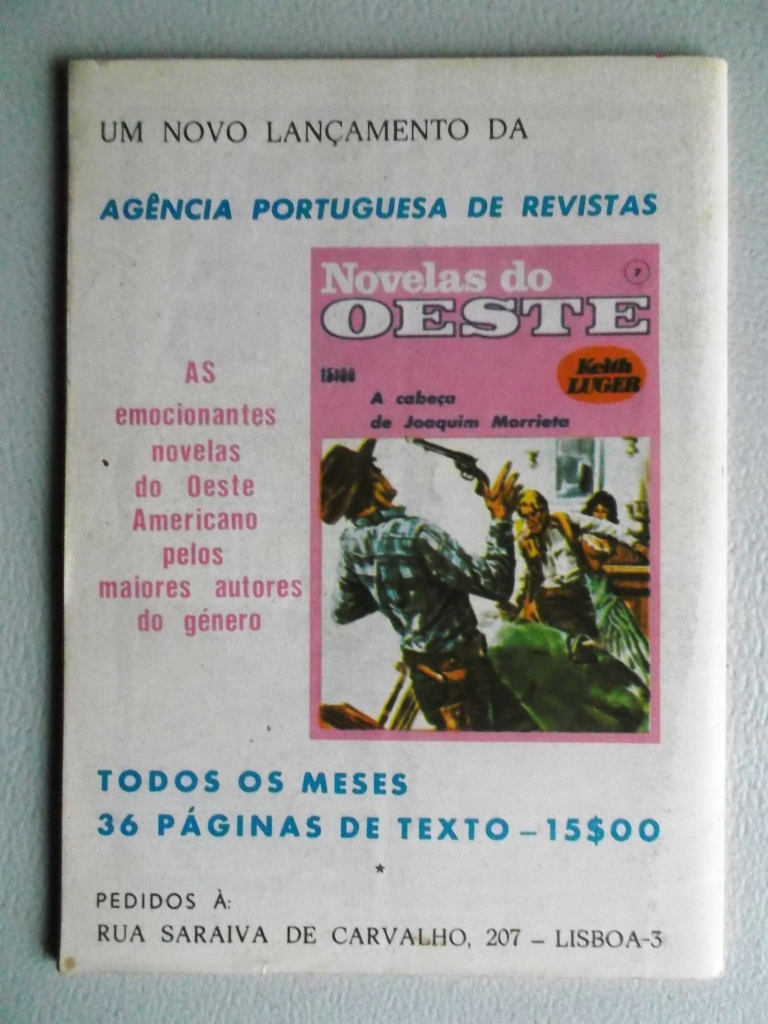 UM NOVO LANÇAMENTO DA
AGÊNCIA PORTUGUESA DE REVISTAS
Novelas do
7
OESTE
15$00
Keith
LUGER
A cabeça
de Joaquim Morrieta
AS
emocionantes
novelas
do Oeste
Americano
pelos
maiores autores
do género
TODOS OS MESES
36 PÁGINAS DE TEXTO – 15$00
*
PEDIDOS À:
RUA SARAIVA DE CARVALHO, 207 – LISBOA-3